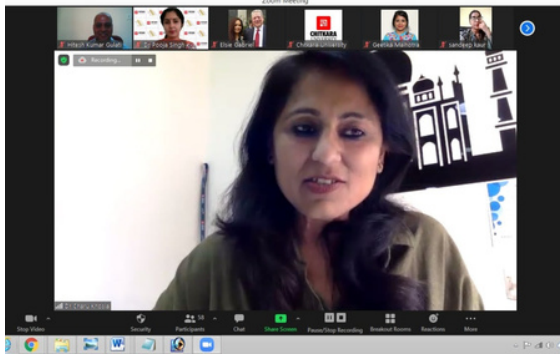 Zoom Meeting
Hitesh Kumar Gulati
Dr Pooja Singh
Elsie Gabriel
CHITKARA
UNIVERSITY
Chitkara University
Geetika Malhotra
sandeep kaur
Recording...
Stop Video
Security
Participants
58
Chat
Share Screen
Pause/Stop Recording
Breakout Rooms
Reactions
More